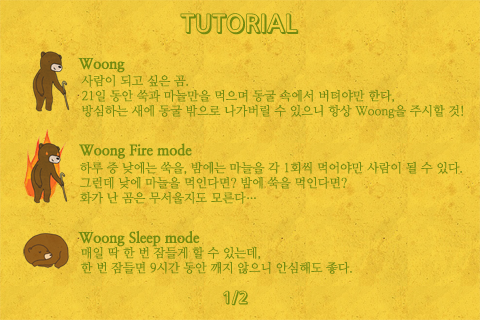 TUTORIAL
Woong
사람이 되고 싶은 곰.
21일 동안 쑥과 마늘만을 먹으며 동굴 속에서 버텨야만 한다,
방심하는 새에 동굴 밖으로 나가버릴 수 있으니 항상 Woong을 주시할 것!
Woong Fire mode
하루 중 낮에는 쑥을, 밤에는 마늘을 각 1회씩 먹어야만 사람이 될 수 있다.
그런데 낮에 마늘을 먹인다면? 밤에 쑥을 먹인다면?
화가 난 곰은 무서울지도 모른다…
Woong Sleep mode
매일 딱 한 번 잠들게 할 수 있는데,
한 번 잠들면 9시간 동안 깨지 않으니 안심해도 좋다.
1/2